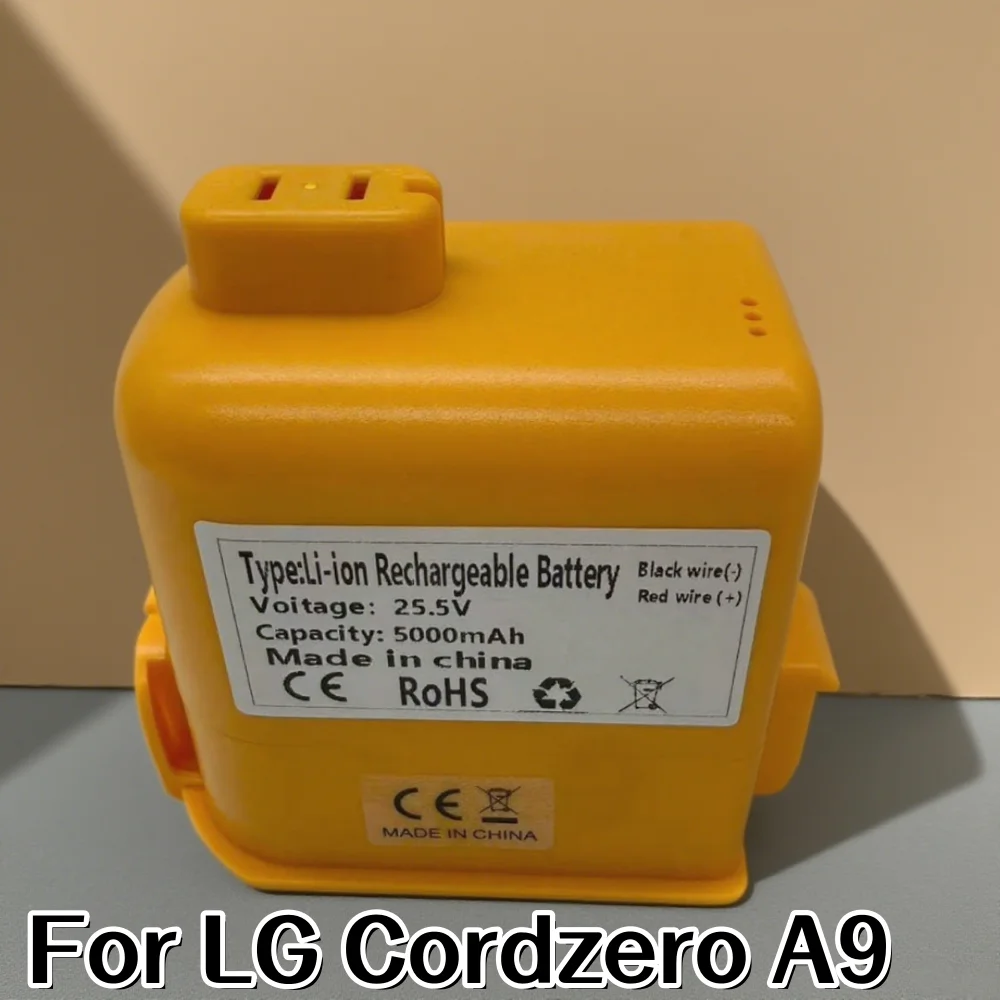 Type:Li-ion Rechargeable Battery
Black wire(-)
Red wire (+)
Voitage: 25.5V
Capacity: 5000mAh
Made in china
CE RoHS
CE
MADE IN CHINA
For LG Cordzero A9